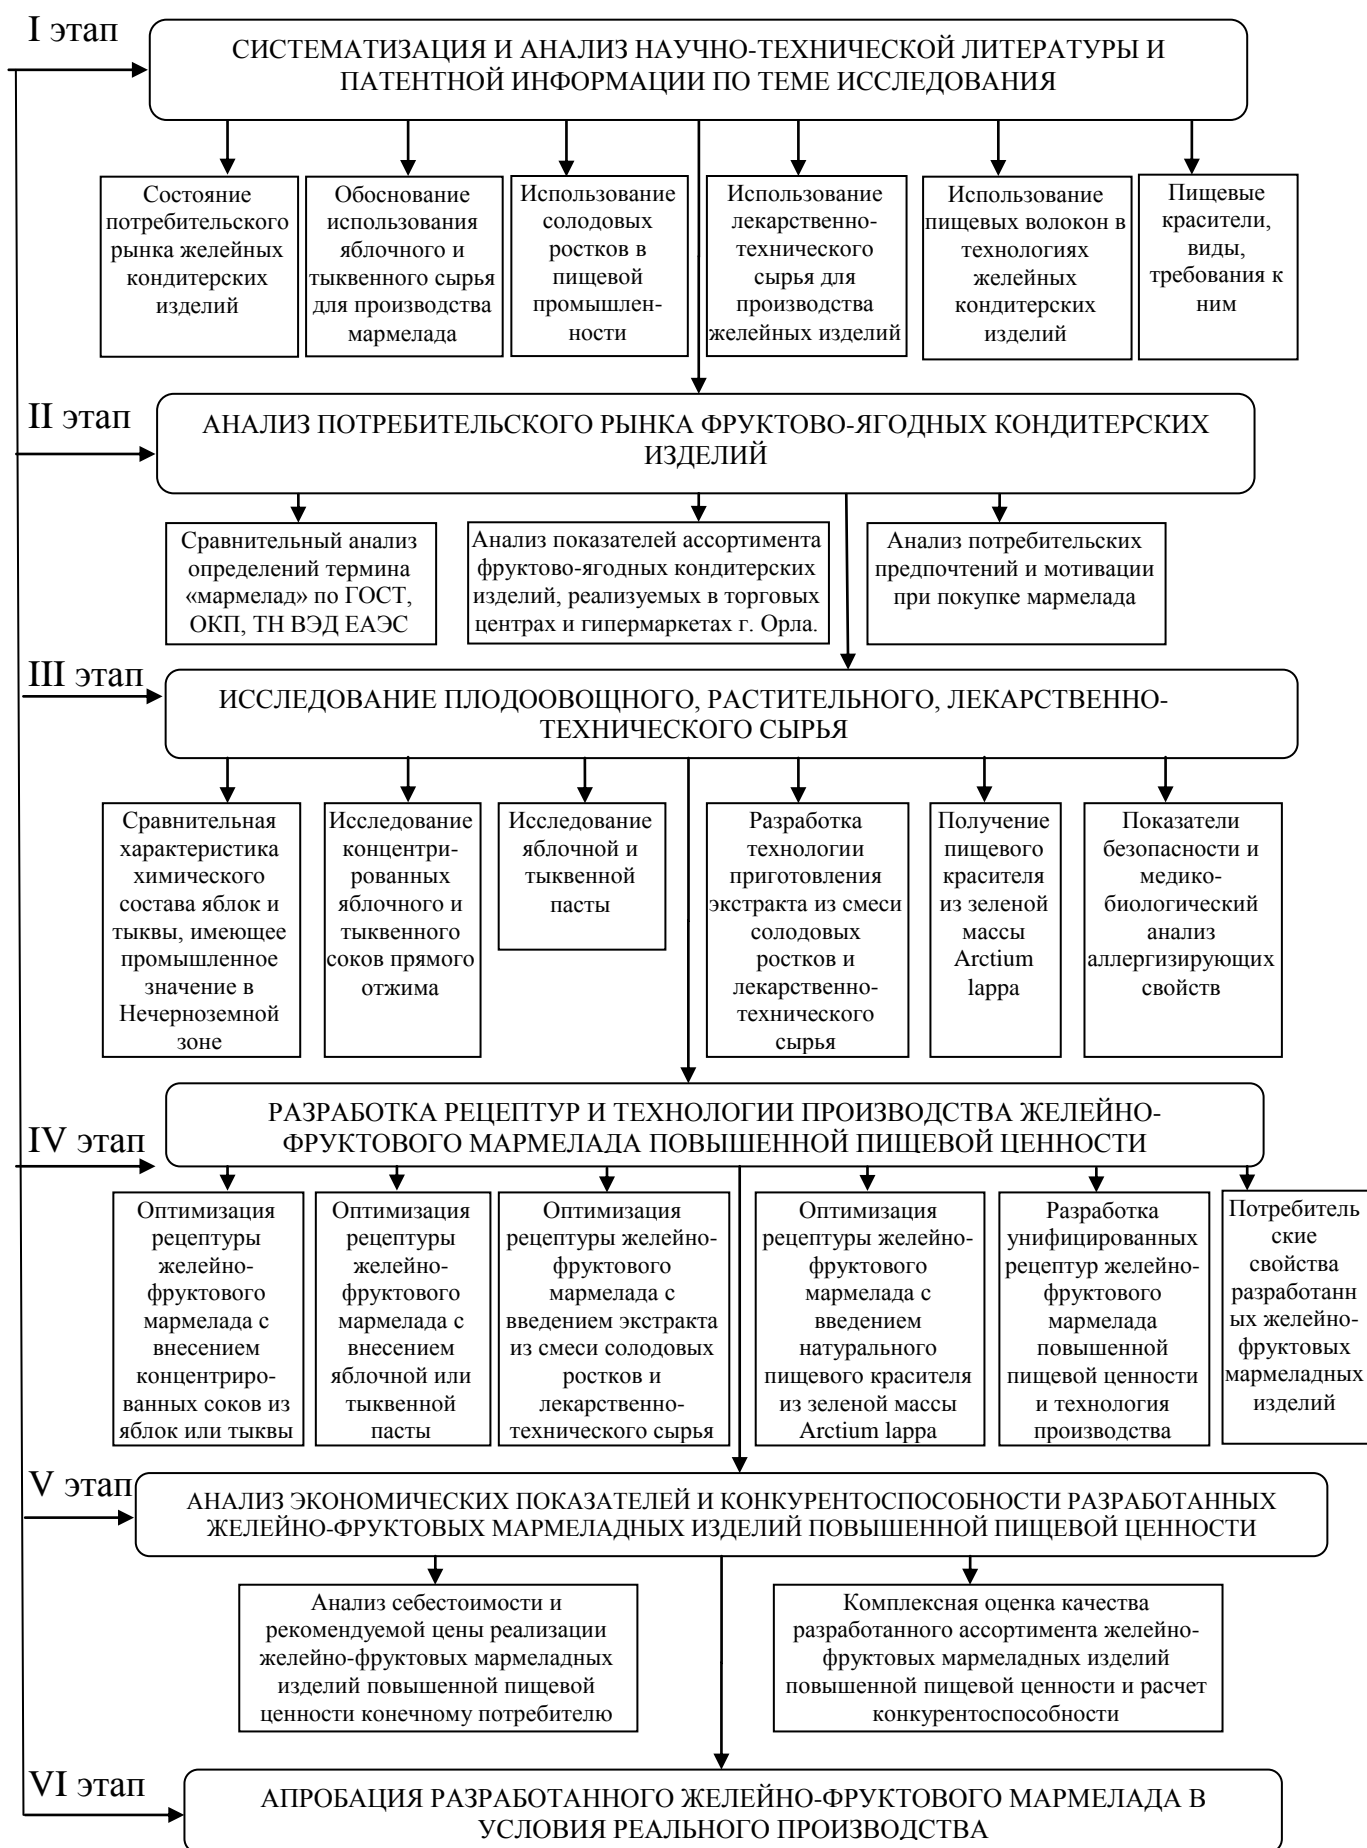 I этап
СИСТЕМАТИЗАЦИЯ И АНАЛИЗ НАУЧНО-ТЕХНИЧЕСКОЙ ЛИТЕРАТУРЫ И
ПАТЕНТНОЙ ИНФОРМАЦИИ ПО ТЕМЕ ИССЛЕДОВАНИЯ
Состояние
потребительского
рынка желейных
кондитерских
изделий
Обоснование
использования
яблочного и
тыквенного сырья
для производства
мармелада
Использование
солодовых
ростков в
пищевой
промышлен-
ности
Использование
лекарственно-
технического
сырья для
производства
желейных изделий
Использование
пищевых волокон в
технологиях
желейных
кондитерских
изделий
Пищевые
красители,
виды,
требования к
ним
II этап
АНАЛИЗ ПОТРЕБИТЕЛЬСКОГО РЫНКА ФРУКТОВО-ЯГОДНЫХ КОНДИТЕРСКИХ
ИЗДЕЛИЙ
Сравнительный анализ
определений термина
«мармелад» по ГОСТ,
ОКП, ТН ВЭД ЕАЭС
Анализ показателей ассортимента
фруктово-ягодных кондитерских
изделий, реализуемых в торговых
центрах и гипермаркетах г. Орла.
Анализ потребительских
предпочтений и мотивации
при покупке мармелада
III этап
ИССЛЕДОВАНИЕ ПЛОДООВОЩНОГО, РАСТИТЕЛЬНОГО, ЛЕКАРСТВЕННО-
ТЕХНИЧЕСКОГО СЫРЬЯ
Сравнительная
характеристика
химического
состава яблок и
тыквы, имеющее
промышленное
значение в
Нечерноземной
зоне
Исследование
концентри-
рованных
яблочного и
тыквенного
соков прямого
отжима
Исследование
яблочной и
тыквенной
пасты
Разработка
технологии
приготовления
экстракта из смеси
солодовых
ростков и
лекарственно-
технического
сырья
Получение
пищевого
красителя
из зеленой
массы
Arctium
lappa
Показатели
безопасности и
медико-
биологический
анализ
аллергизирующих
свойств
IV этап
РАЗРАБОТКА РЕЦЕПТУР И ТЕХНОЛОГИИ ПРОИЗВОДСТВА ЖЕЛЕЙНО-
ФРУКТОВОГО МАРМЕЛАДА ПОВЫШЕННОЙ ПИЩЕВОЙ ЦЕННОСТИ
Оптимизация
рецептуры
желейно-
фруктового
мармелада с
внесением
концентриро-
ванных соков из
яблок или тыквы
Оптимизация
рецептуры
желейно-
фруктового
мармелада с
внесением
яблочной или
тыквенной
пасты
Оптимизация
рецептуры желейно-
фруктового
мармелада с
введением экстракта
из смеси солодовых
ростков и
лекарственно-
технического сырья
Оптимизация
рецептуры желейно-
фруктового
мармелада с
введением
натурального
пищевого красителя
из зеленой массы
Arctium lappa
Разработка
унифицированных
рецептур желейно-
фруктового
мармелада
повышенной
пищевой ценности
и технология
производства
Потребитель
ские
свойства
разработанн
ых желейно-
фруктовых
мармеладных
изделий
V этап
АНАЛИЗ ЭКОНОМИЧЕСКИХ ПОКАЗАТЕЛЕЙ И КОНКУРЕНТОСПОСОБНОСТИ РАЗРАБОТАННЫХ
ЖЕЛЕЙНО-ФРУКТОВЫХ МАРМЕЛАДНЫХ ИЗДЕЛИЙ ПОВЫШЕННОЙ ПИЩЕВОЙ ЦЕННОСТИ
Анализ себестоимости и
рекомендуемой цены реализации
желейно-фруктовых мармеладных
изделий повышенной пищевой
ценности конечному потребителю
Комплексная оценка качества
разработанного ассортимента желейно-
фруктовых мармеладных изделий
повышенной пищевой ценности и расчет
конкурентоспособности
VI этап
АПРОБАЦИЯ РАЗРАБОТАННОГО ЖЕЛЕЙНО-ФРУКТОВОГО МАРМЕЛАДА В
УСЛОВИЯ РЕАЛЬНОГО ПРОИЗВОДСТВА